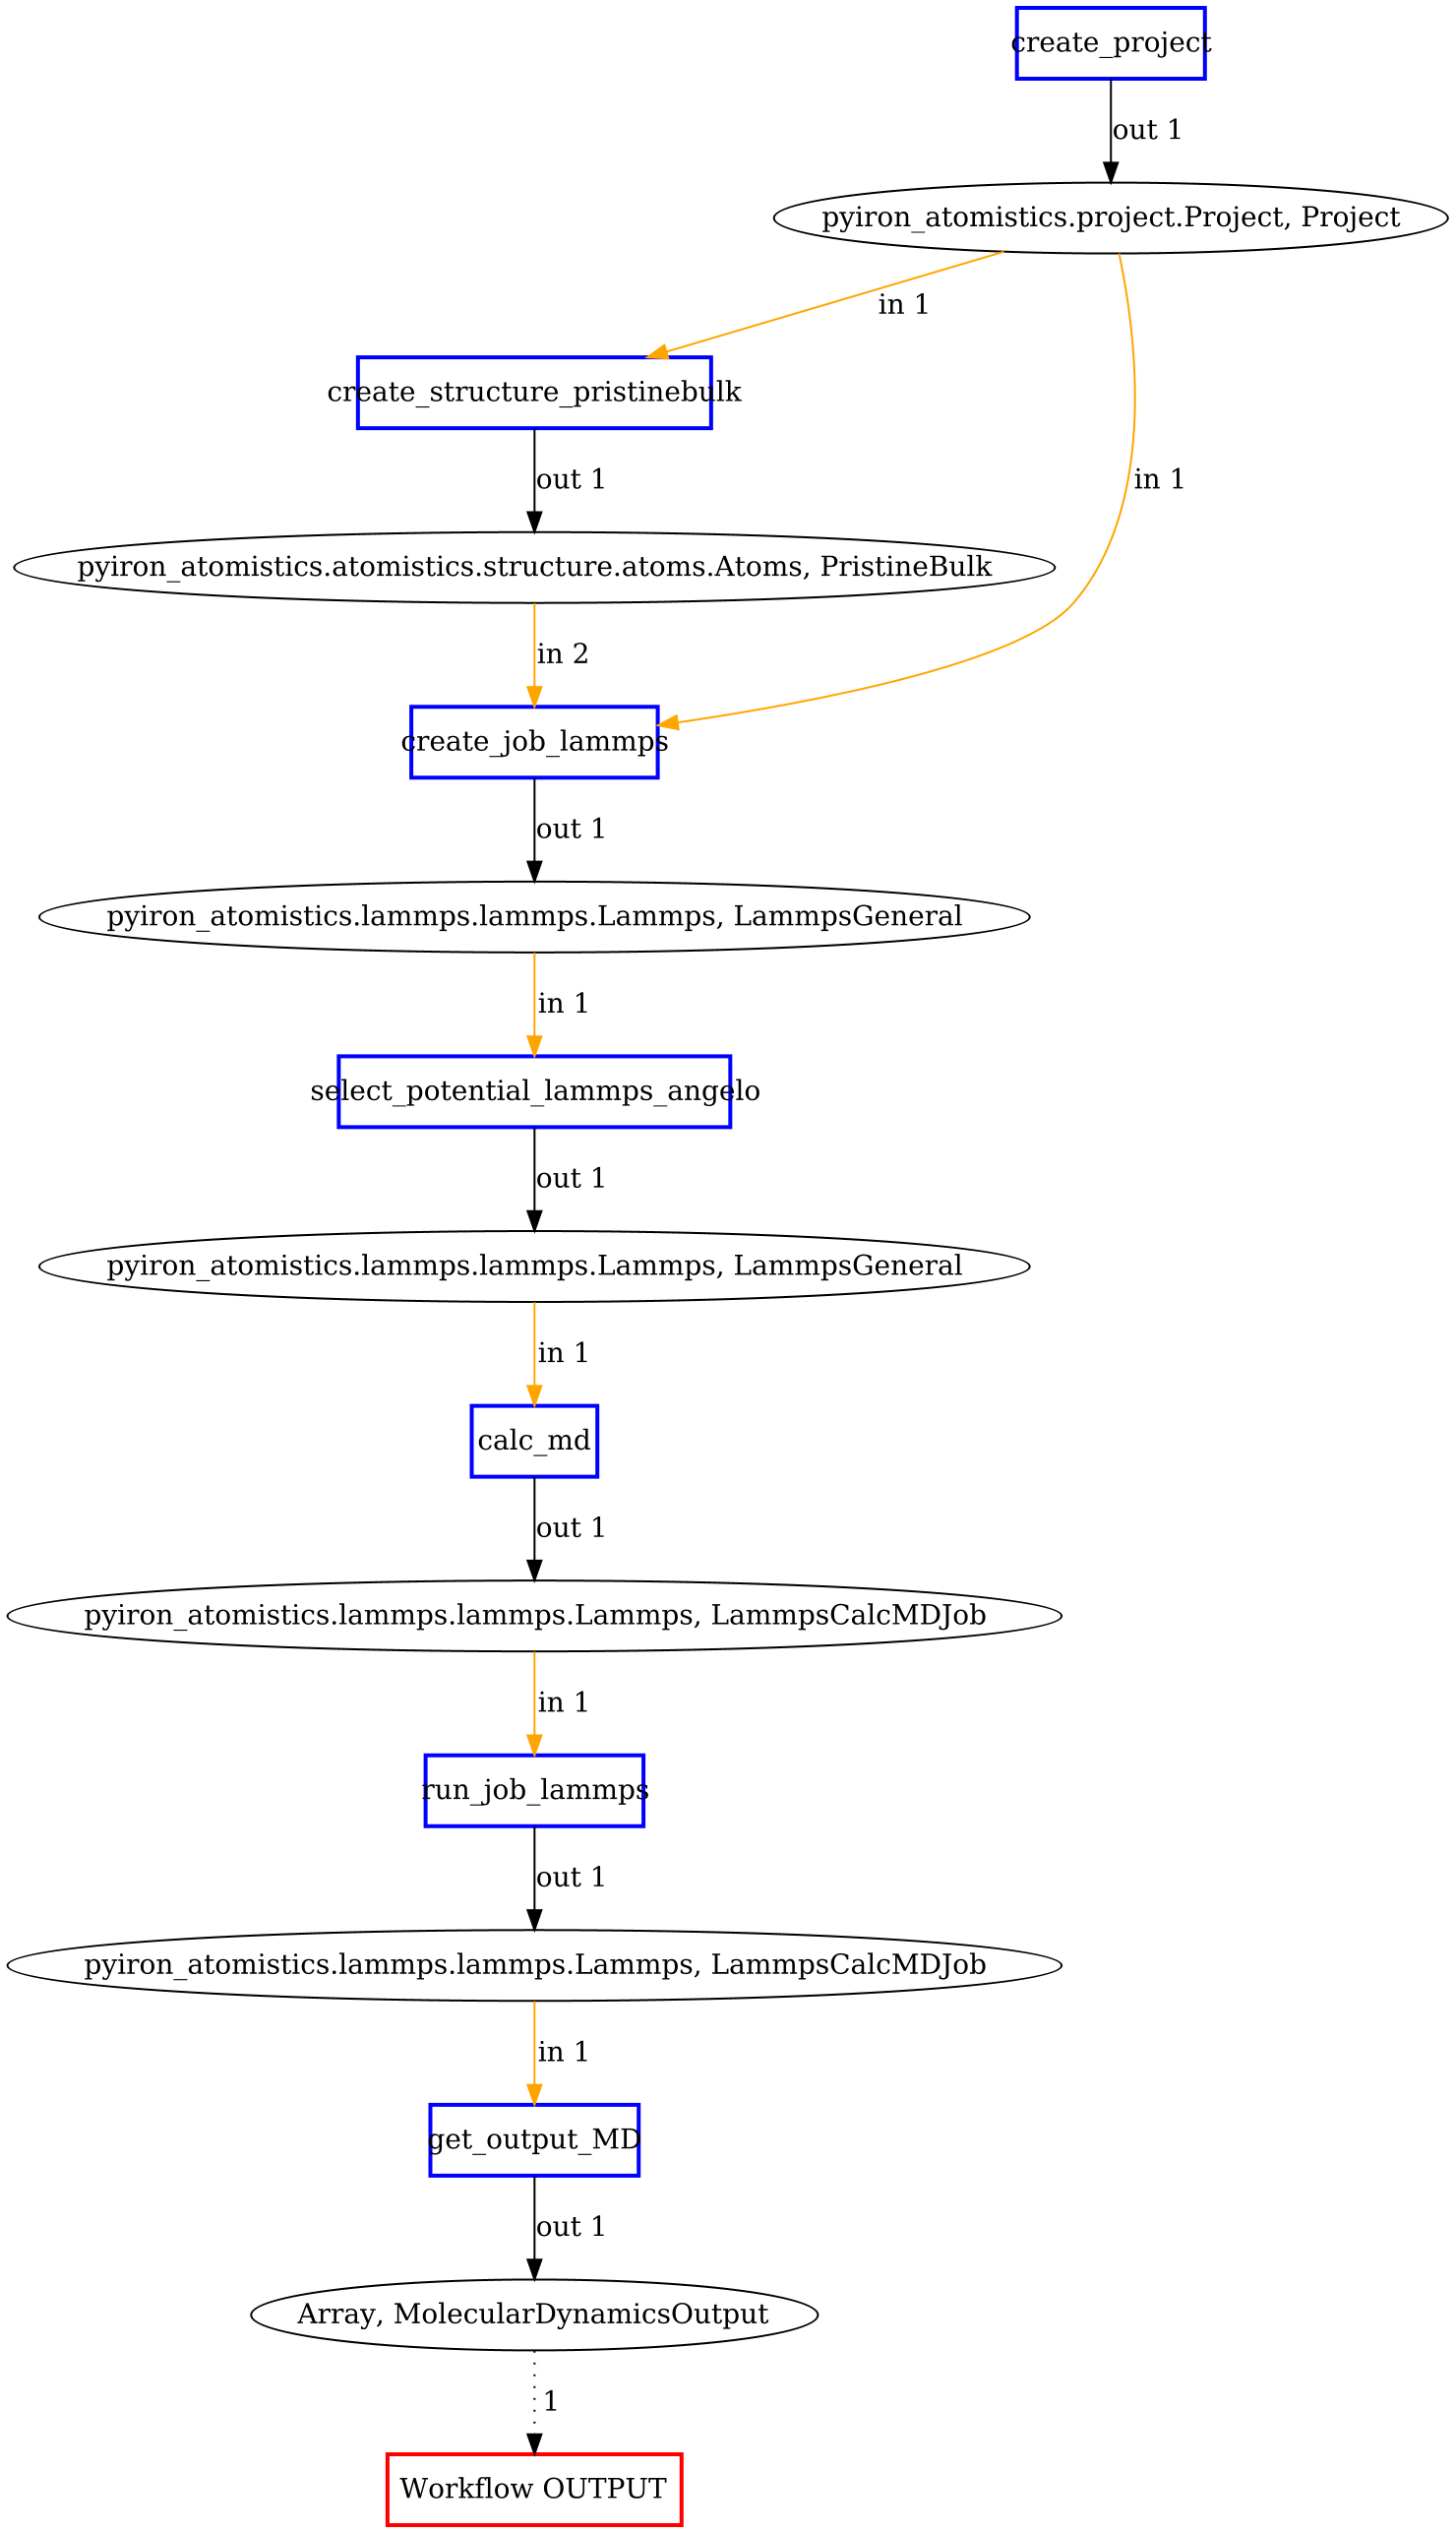 create_project
out 1
pyiron_atomistics.project.Project, Project
in 1
create_structure_pristinebulk
out 1
in 1
pyiron_atomistics.atomistics.structure.atoms.Atoms, PristineBulk
in 2
create_job_lammps
out 1
pyiron_atomistics.lammps.lammps.Lammps, LammpsGeneral
in 1
select_potential_lammps_angelo
out 1
pyiron_atomistics.lammps.lammps.Lammps, LammpsGeneral
in 1
calc_md
out 1
pyiron_atomistics.lammps.lammps.Lammps, LammpsCalcMDJob
in 1
run_job_lammps
out 1
pyiron_atomistics.lammps.lammps.Lammps, LammpsCalcMDJob
in 1
get_output_MD
out 1
Array, MolecularDynamicsOutput
1
Workflow OUTPUT